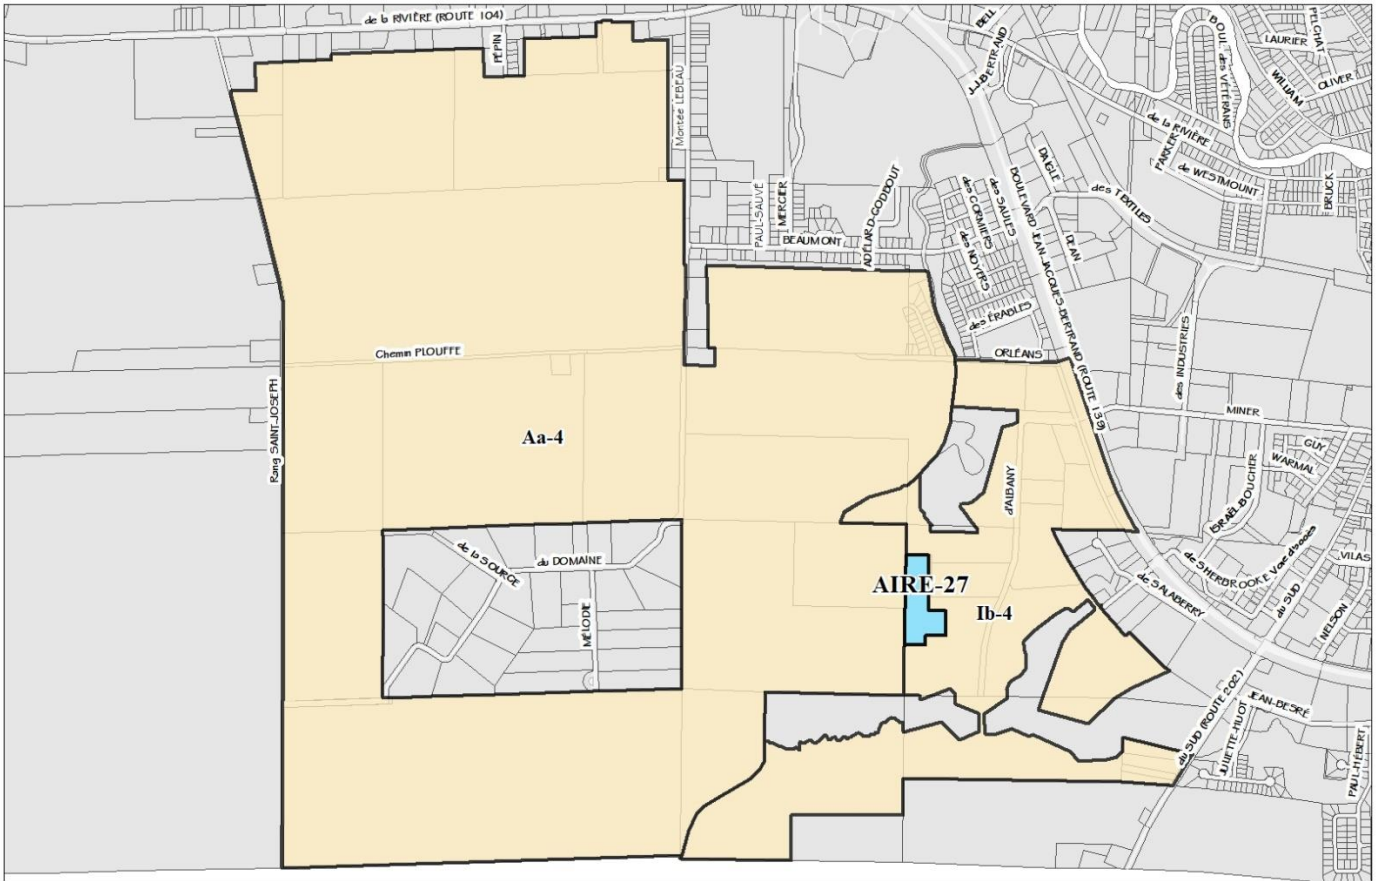 de la RIVIÈRE (ROUTE 104)
PÉPIN
Montée LEBEAU
J.-J.-BERTRAND
BELL
BOUL. des VÉTÉRANS
PELCHAT
LAURIER
WILLIAM
OLIVER
de la RIVIÈRE
PARKER
de WESTMOUNT
BRUCK
DAIGLE
des TEXTILES
BOULEVARD JEAN-JACQUES-BERTRAND (ROUTE 139)
DEAN
des SAULES
des CORMIERS
des NOYERS
ADÉLARD-GODBOUT
PAUL-SAUVÉ
MERCIER
BEAUMONT
des ÉRABLES
ORLÉANS
des INDUSTRIES
Chemin PLOUFFE
Rang SAINT-JOSEPH
Aa-4
MINER
GUY
WARMAL
ISRAËL-BOUCHER
d'ALBANY
de la SOURCE
du DOMAINE
MÉLODIE
AIRE-27
Ib-4
de SHERBROOKE
Voie d'accès
VILAS
du SUD
NELSON
de SALABERRY
du SUD (ROUTE 202)
JEAN-BESRÉ
JULIETTE-HUOT
PAUL-HÉBERT